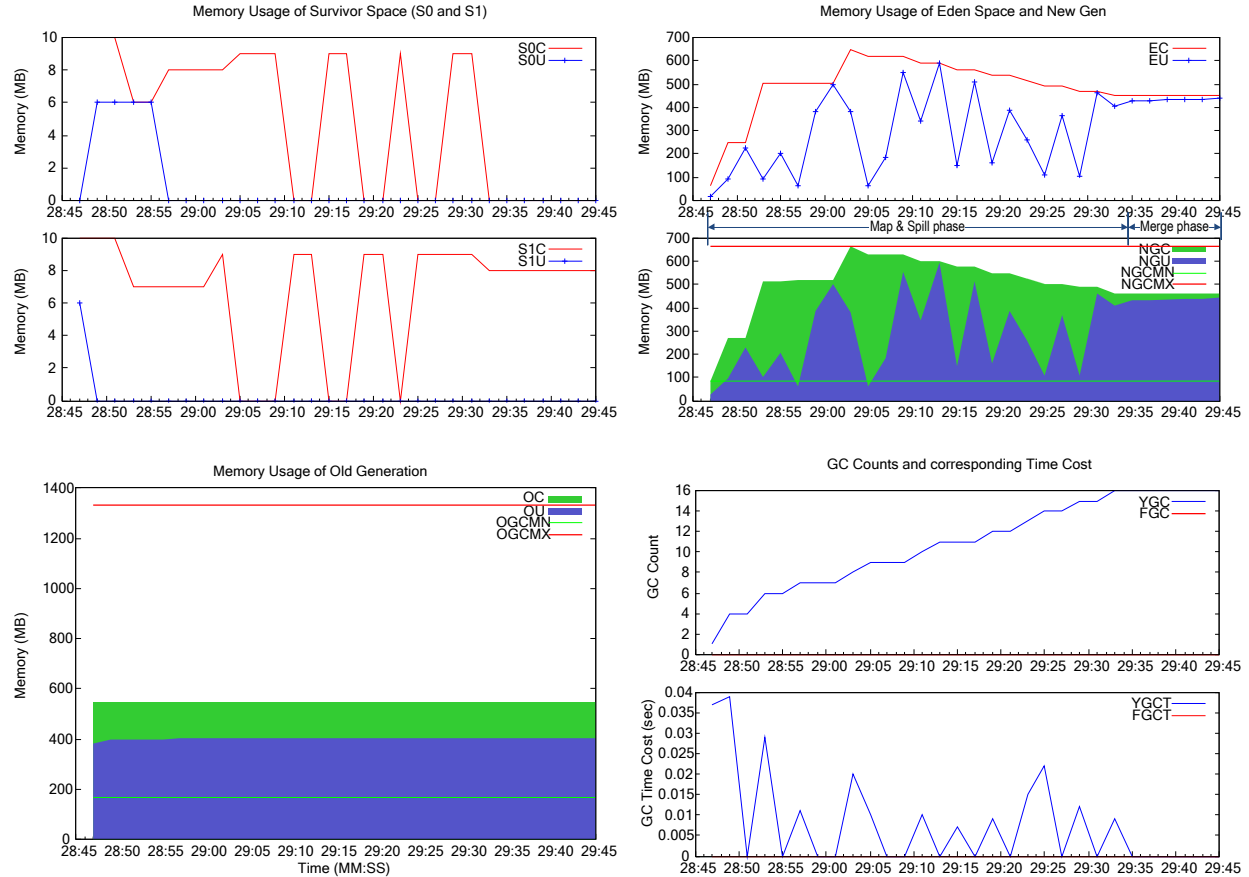 Memory Usage of Survivor Space (S0 and S1)
Memory (MB)
10
8
6
4
2
0
S0C
S0U
28:45 28:50 28:55 29:00 29:05 29:10 29:15 29:20 29:25 29:30 29:35 29:40 29:45
Memory (MB)
10
8
6
4
2
0
S1C
S1U
28:45 28:50 28:55 29:00 29:05 29:10 29:15 29:20 29:25 29:30 29:35 29:40 29:45
Memory Usage of Eden Space and New Gen
Memory (MB)
700
600
500
400
300
200
100
0
EC
EU
28:45 28:50 28:55 29:00 29:05 29:10 29:15 29:20 29:25 29:30 29:35 29:40 29:45
Map & Spill phase
Merge phase
Memory (MB)
700
600
500
400
300
200
100
0
NGC
NGU
NGCMN
NGCMX
28:45 28:50 28:55 29:00 29:05 29:10 29:15 29:20 29:25 29:30 29:35 29:40 29:45
Memory Usage of Old Generation
Memory (MB)
1400
1200
1000
800
600
400
200
0
OC
OU
OGCMN
OGCMX
28:45 28:50 28:55 29:00 29:05 29:10 29:15 29:20 29:25 29:30 29:35 29:40 29:45
Time (MM:SS)
GC Counts and corresponding Time Cost
GC Count
16
14
12
10
8
6
4
2
0
YGC
FGC
28:45 28:50 28:55 29:00 29:05 29:10 29:15 29:20 29:25 29:30 29:35 29:40 29:45
GC Time Cost (sec)
0.04
0.035
0.03
0.025
0.02
0.015
0.01
0.005
0
YGCT
FGCT
28:45 28:50 28:55 29:00 29:05 29:10 29:15 29:20 29:25 29:30 29:35 29:40 29:45